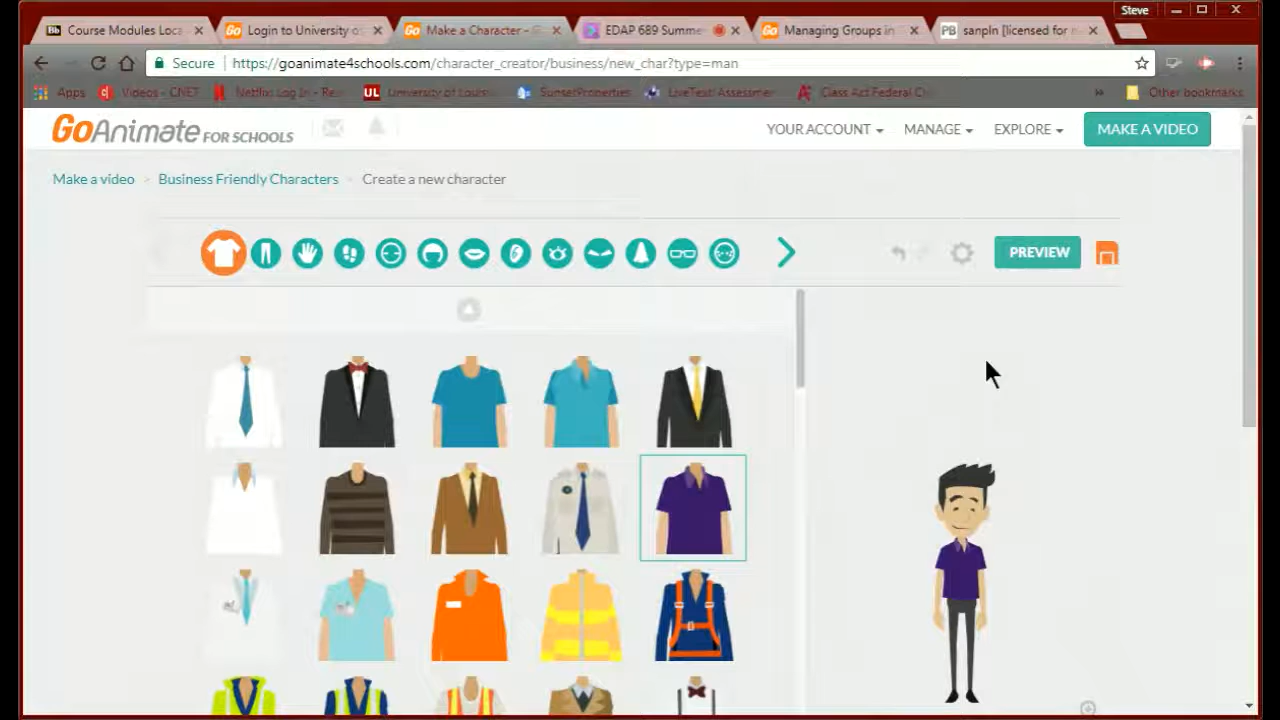 Steve
Course Modules Loca
Login to University o
Make a Character - G
EDAP 689 Summe
Managing Groups in
sanpln [licensed for
Secure
https://goanimate4schools.com/character_creator/business/new_char?type=man
Apps
Videos - CNET
Netflix Log In - Re
University of Louis
SunsetProperties
LiveText: Assessme
Class Act Federal C
Other bookmarks
GoAnimate FOR SCHOOLS
YOUR ACCOUNT
MANAGE
EXPLORE
MAKE A VIDEO
Make a video > Business Friendly Characters > Create a new character
PREVIEW